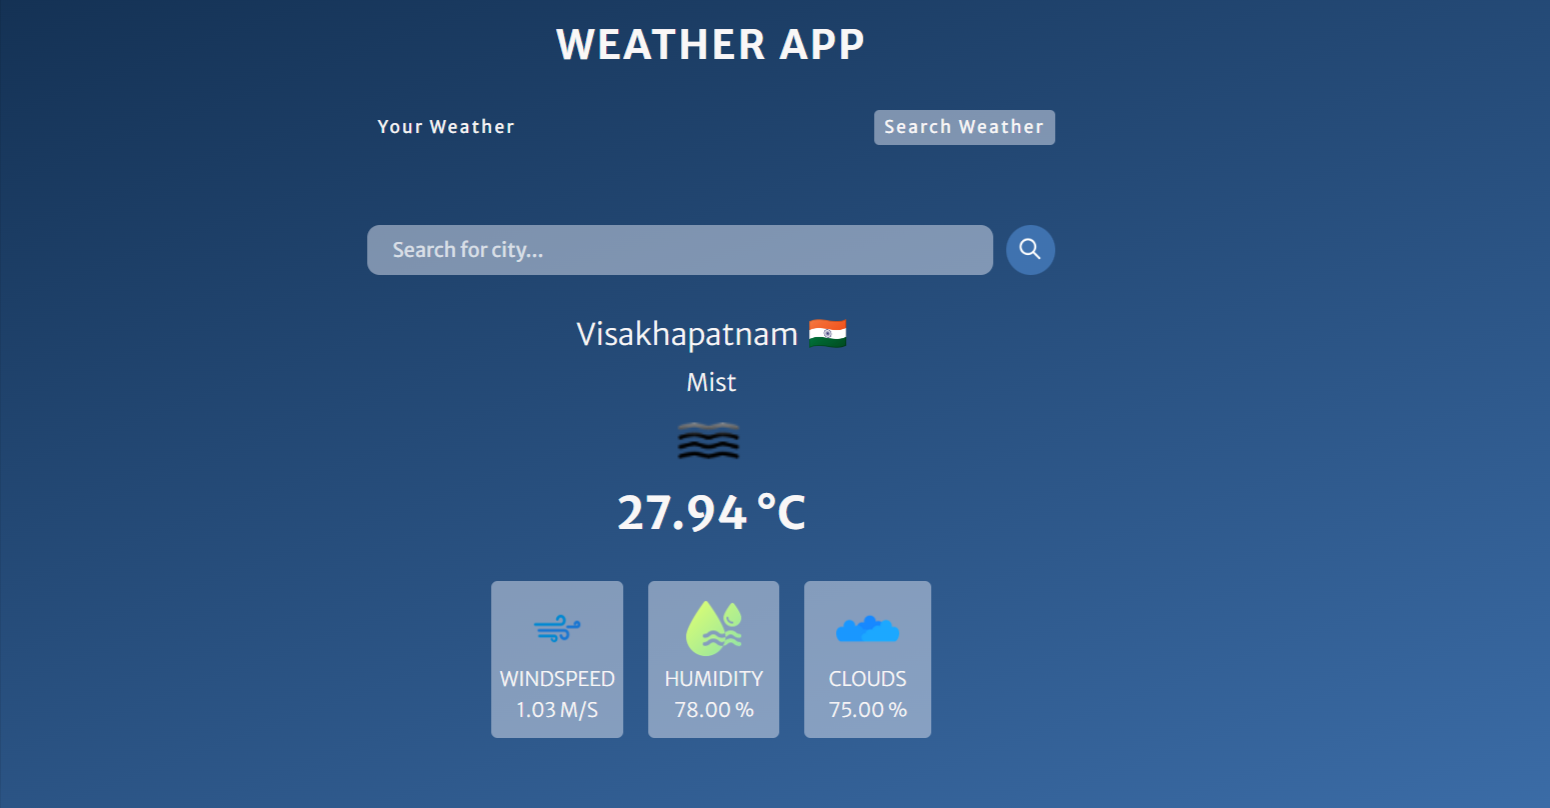 WEATHER APP
Your Weather
Search Weather
Search for city...
Visakhapatnam
Mist
27.94 °C
WINDSPEED
1.03 M/S
HUMIDITY
78.00 %
CLOUDS
75.00 %